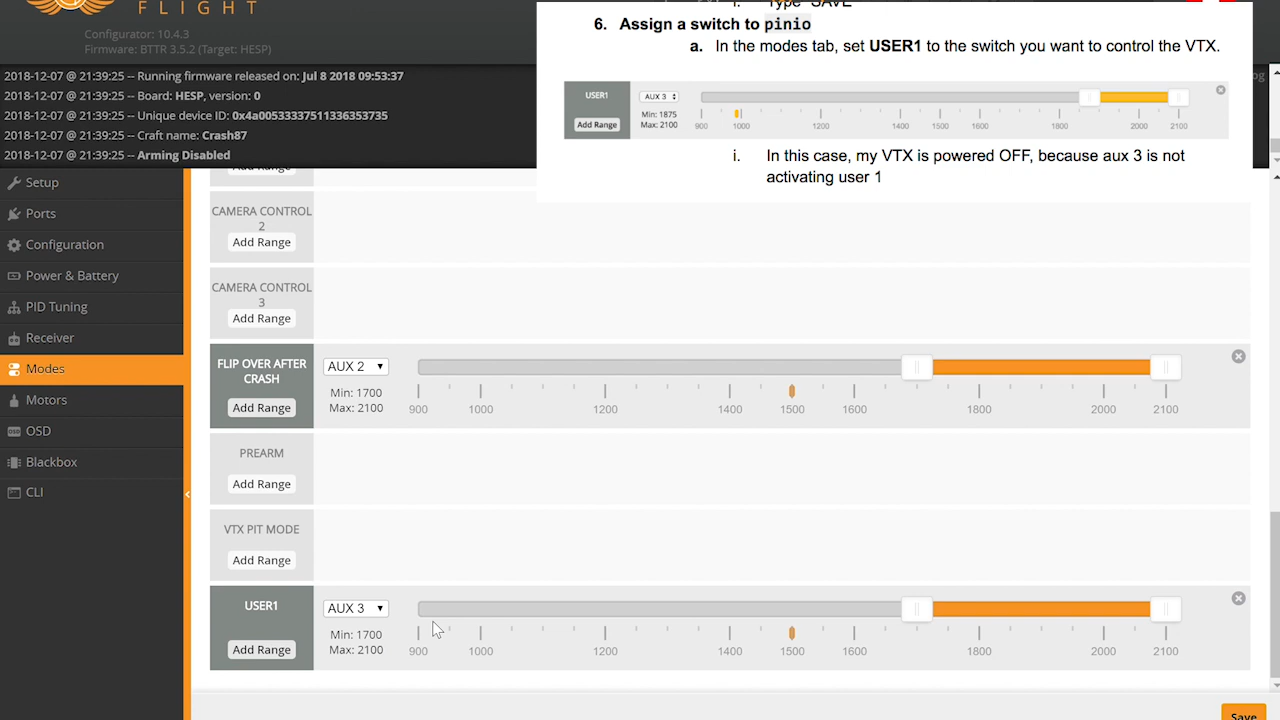 FLIGHT
Configurator: 10.4.3
Firmware: BTTR 3.5.2 (Target: HESP)
2018-12-07 @ 21:39:25 -- Running firmware released on: Jul 8 2018 09:53:37
2018-12-07 @ 21:39:25 -- Board: HESP, version: 0
2018-12-07 @ 21:39:25 -- Unique device ID: 0x4a00533337511336333735
2018-12-07 @ 21:39:25 -- Craft name: Crash87
2018-12-07 @ 21:39:25 -- Arming Disabled
i. Type "SAVE"
6. Assign a switch to pinio
a. In the modes tab, set USER1 to the switch you want to control the VTX.
USER1
Add Range
AUX 3
Min: 1875
Max: 2100
900 1000 1200 1400 1500 1600 1800 2000 2100
i. In this case, my VTX is powered OFF, because aux 3 is not
activating user 1
Setup
Ports
Configuration
Power & Battery
PID Tuning
Receiver
Modes
Motors
OSD
Blackbox
CLI
Add Range
CAMERA CONTROL
2
Add Range
CAMERA CONTROL
3
Add Range
FLIP OVER AFTER
CRASH
Add Range
AUX 2
Min: 1700
Max: 2100
900 1000 1200 1400 1500 1600 1800 2000 2100
PREARM
Add Range
VTX PIT MODE
Add Range
USER1
Add Range
AUX 3
Min: 1700
Max: 2100
900 1000 1200 1400 1500 1600 1800 2000 2100
Save